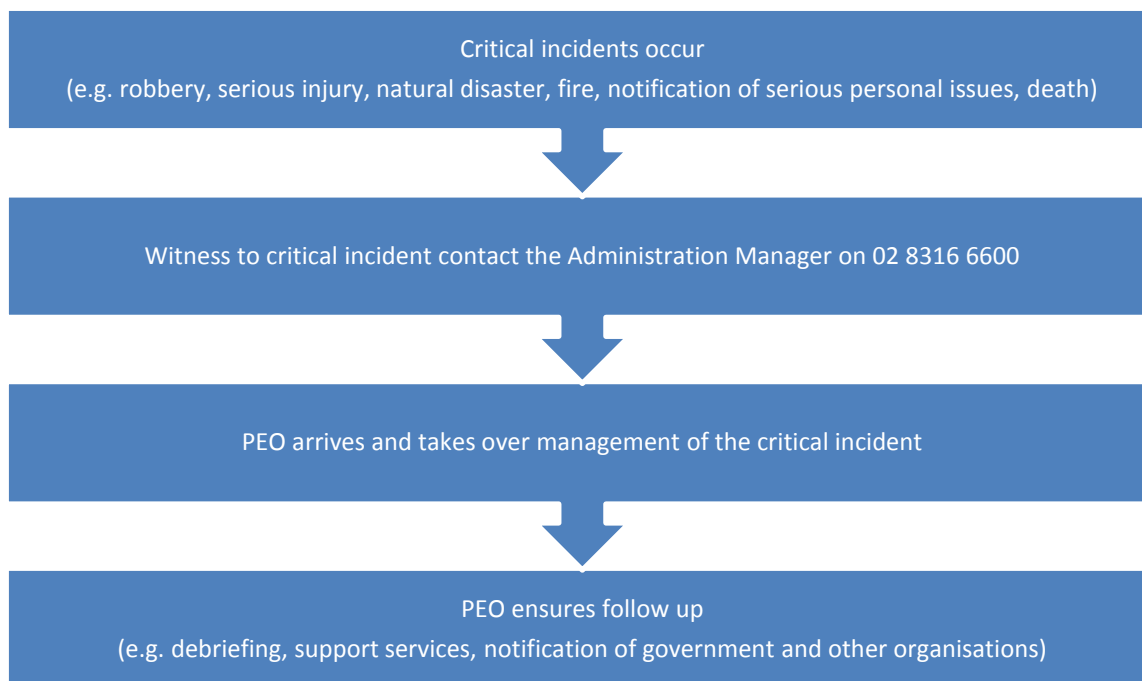 Critical incidents occur
(e.g. robbery, serious injury, natural disaster, fire, notification of serious personal issues, death)
Witness to critical incident contact the Administration Manager on 02 8316 6600
PEO arrives and takes over management of the critical incident
PEO ensures follow up
(e.g. debriefing, support services, notification of government and other organisations)